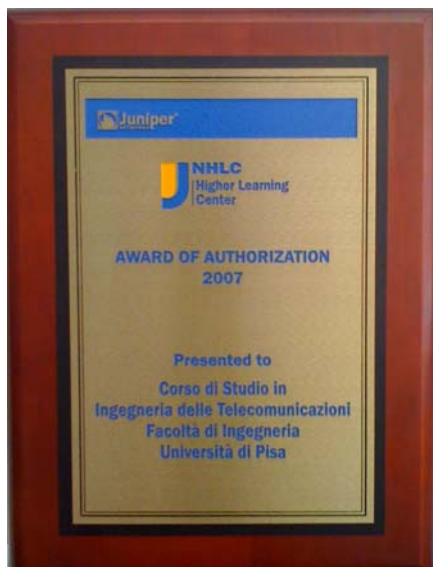 Juniper
NHLC
Higher Learning
Center
AWARD OF AUTHORIZATION
2007
Presented to
Corso di Studio in
Ingegneria delle Telecomunicazioni
Facoltà di Ingegneria
Università di Pisa